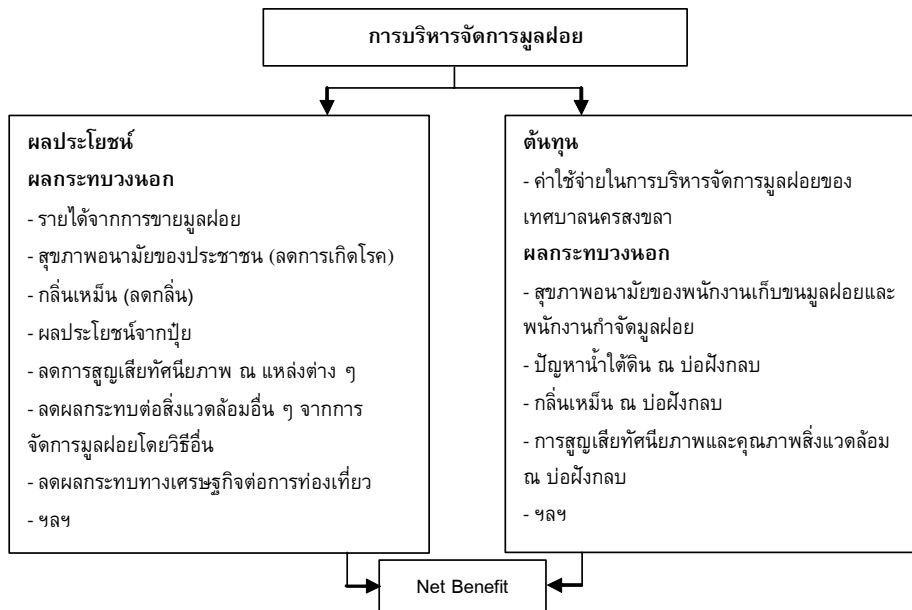 การบริหารจัดการมูลฝอย
ผลประโยชน์
ผลกระทบวงนอก
- รายได้จากการขายมูลฝอย
- สุขภาพอนามัยของประชาชน (ลดการเกิดโรค)
- กลิ่นเหม็น (ลดกลิ่น)
- ผลประโยชน์จากปุ๋ย
- ลดการสูญเสียทัศนียภาพ ณ แหล่งต่าง ๆ
- ลดผลกระทบต่อสิ่งแวดล้อมอื่น ๆ จากการ
จัดการมูลฝอยโดยวิธีอื่น
- ลดผลกระทบทางเศรษฐกิจต่อการท่องเที่ยว
- ฯลฯ
ต้นทุน
- ค่าใช้จ่ายในการบริหารจัดการมูลฝอยของ
เทศบาลนครสงขลา
ผลกระทบวงนอก
- สุขภาพอนามัยของพนักงานเก็บขนมูลฝอยและ
พนักงานกำจัดมูลฝอย
- ปัญหาน้ำใต้ดิน ณ บ่อฝังกลบ
- กลิ่นเหม็น ณ บ่อฝังกลบ
- การสูญเสียทัศนียภาพและคุณภาพสิ่งแวดล้อม
ณ บ่อฝังกลบ
- ฯลฯ
Net Benefit